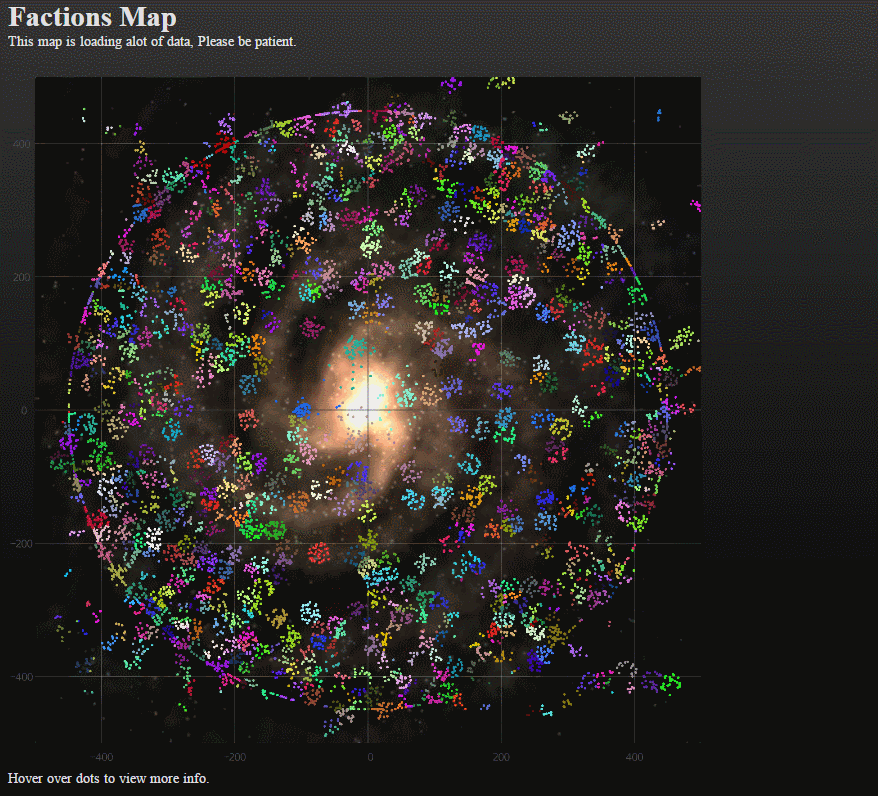 Factions Map
This map is loading alot of data, Please be patient.
400
200
0
-200
-400
-400 -200 0 200 400
Hover over dots to view more info.